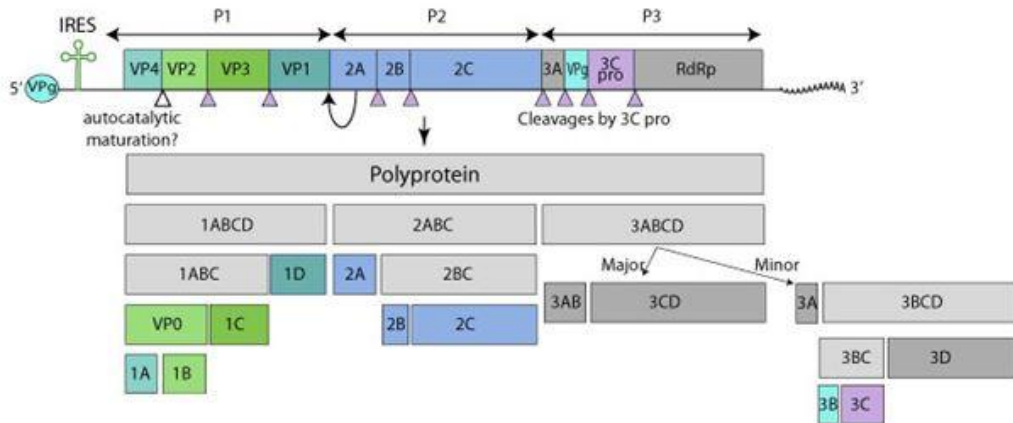 P1 P2 P3
IRES
VP4 VP2 VP3 VP1 2A 2B 2C 3A VPg 3C pro RdRp
5' VPg 3'
autocatalytic
maturation?
Cleavages by 3C pro
Polyprotein
1ABCD 2ABC 3ABCD
Major Minor
1ABC 1D 2A 2BC
3AB 3CD 3A 3BCD
VP0 1C 2B 2C
3BC 3D
1A 1B
3B 3C